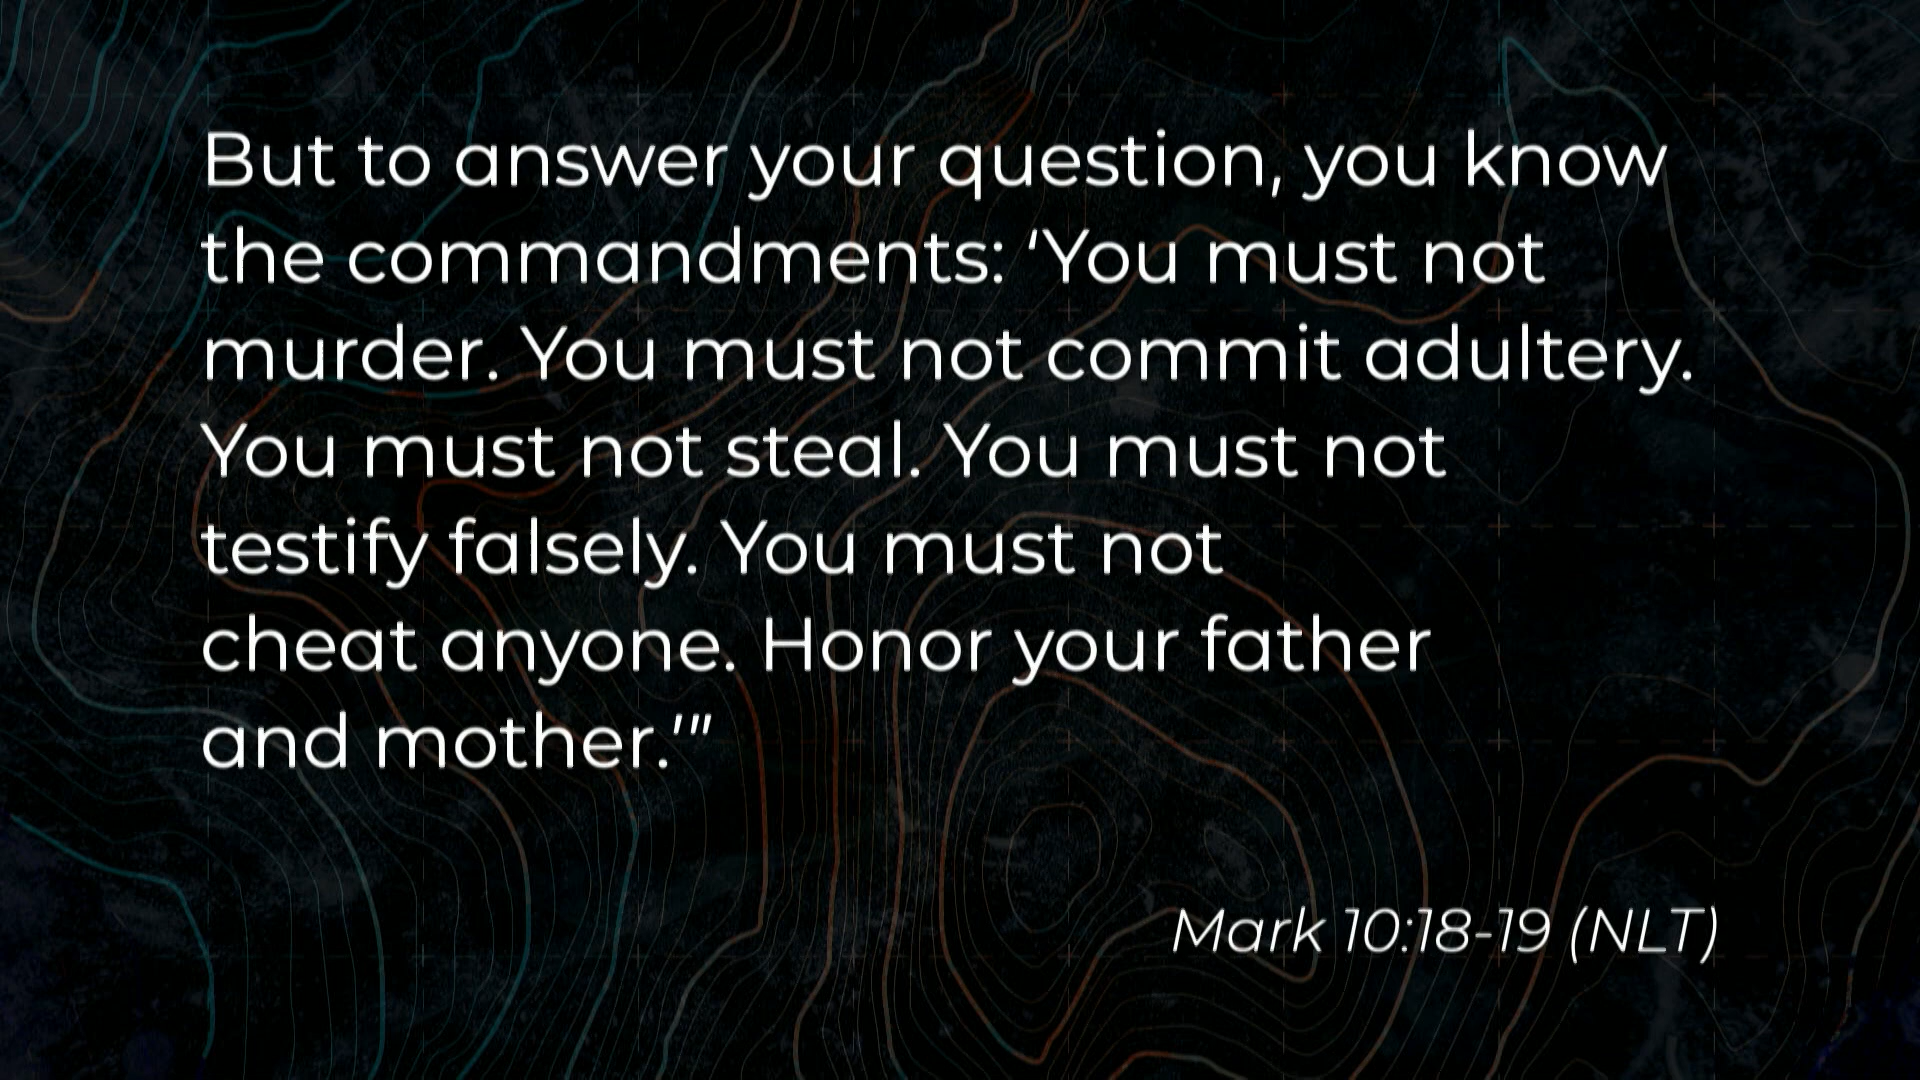 But to answer your question, you know
the commandments: ‘You must not
murder. You must not commit adultery.
You must not steal. You must not
testify falsely. You must not
cheat anyone. Honor your father
and mother.’”
Mark 10:18-19 (NLT)